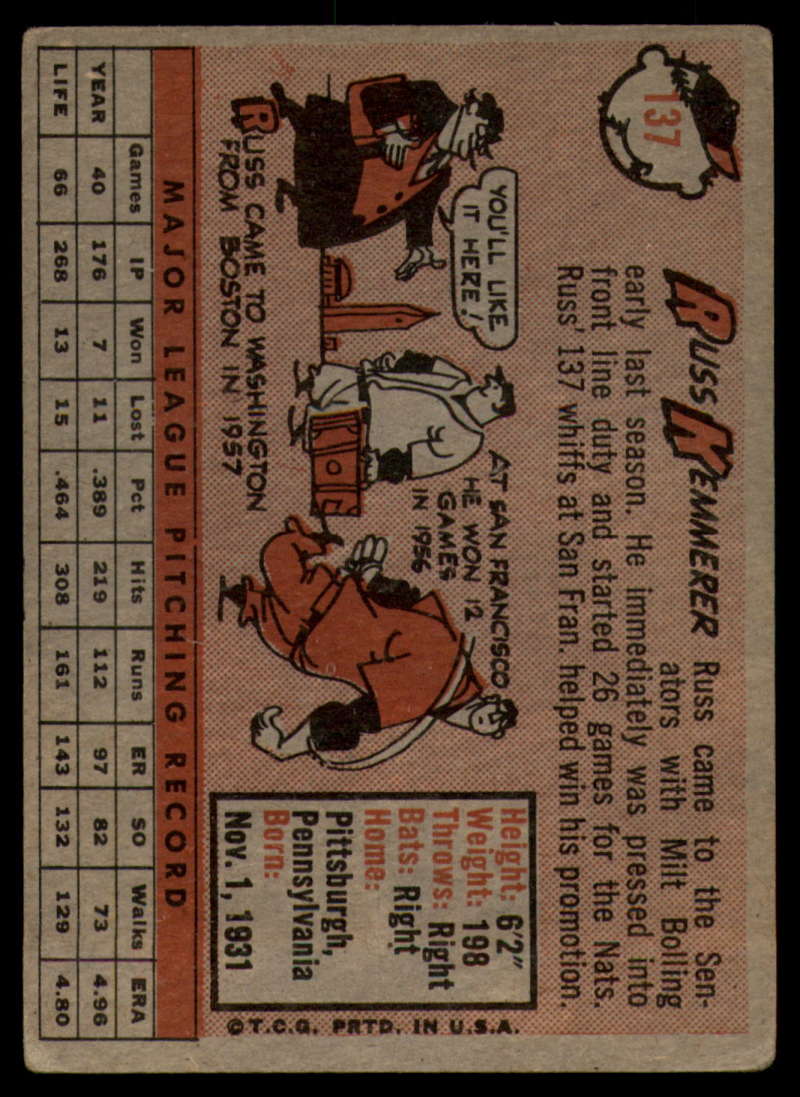 137
RUSS KEMMERER Russ came to the Sen-
ators with Milt Bolling
early last season. He immediately was pressed into
front line duty and started 26 games for the Nats.
Russ' 137 whiffs at San Fran. helped win his promotion.
YOU'LL LIKE
IT HERE!
RUSS CAME TO WASHINGTON
FROM BOSTON IN 1957
AT SAN FRANCISCO
HE WON 12
GAMES
IN 1956
Height: 6'2"
Weight: 198
Throws: Right
Bats: Right
Home:
Pittsburgh,
Pennsylvania
Born:
Nov. 1, 1931
©T.C.G. PRTD. IN U.S.A.
MAJOR LEAGUE PITCHING RECORD
Games IP Won Lost Pct Hits Runs ER SO Walks ERA
YEAR 40 176 7 11 .389 219 112 97 82 73 4.96
LIFE 66 268 13 15 .464 308 161 143 132 129 4.80